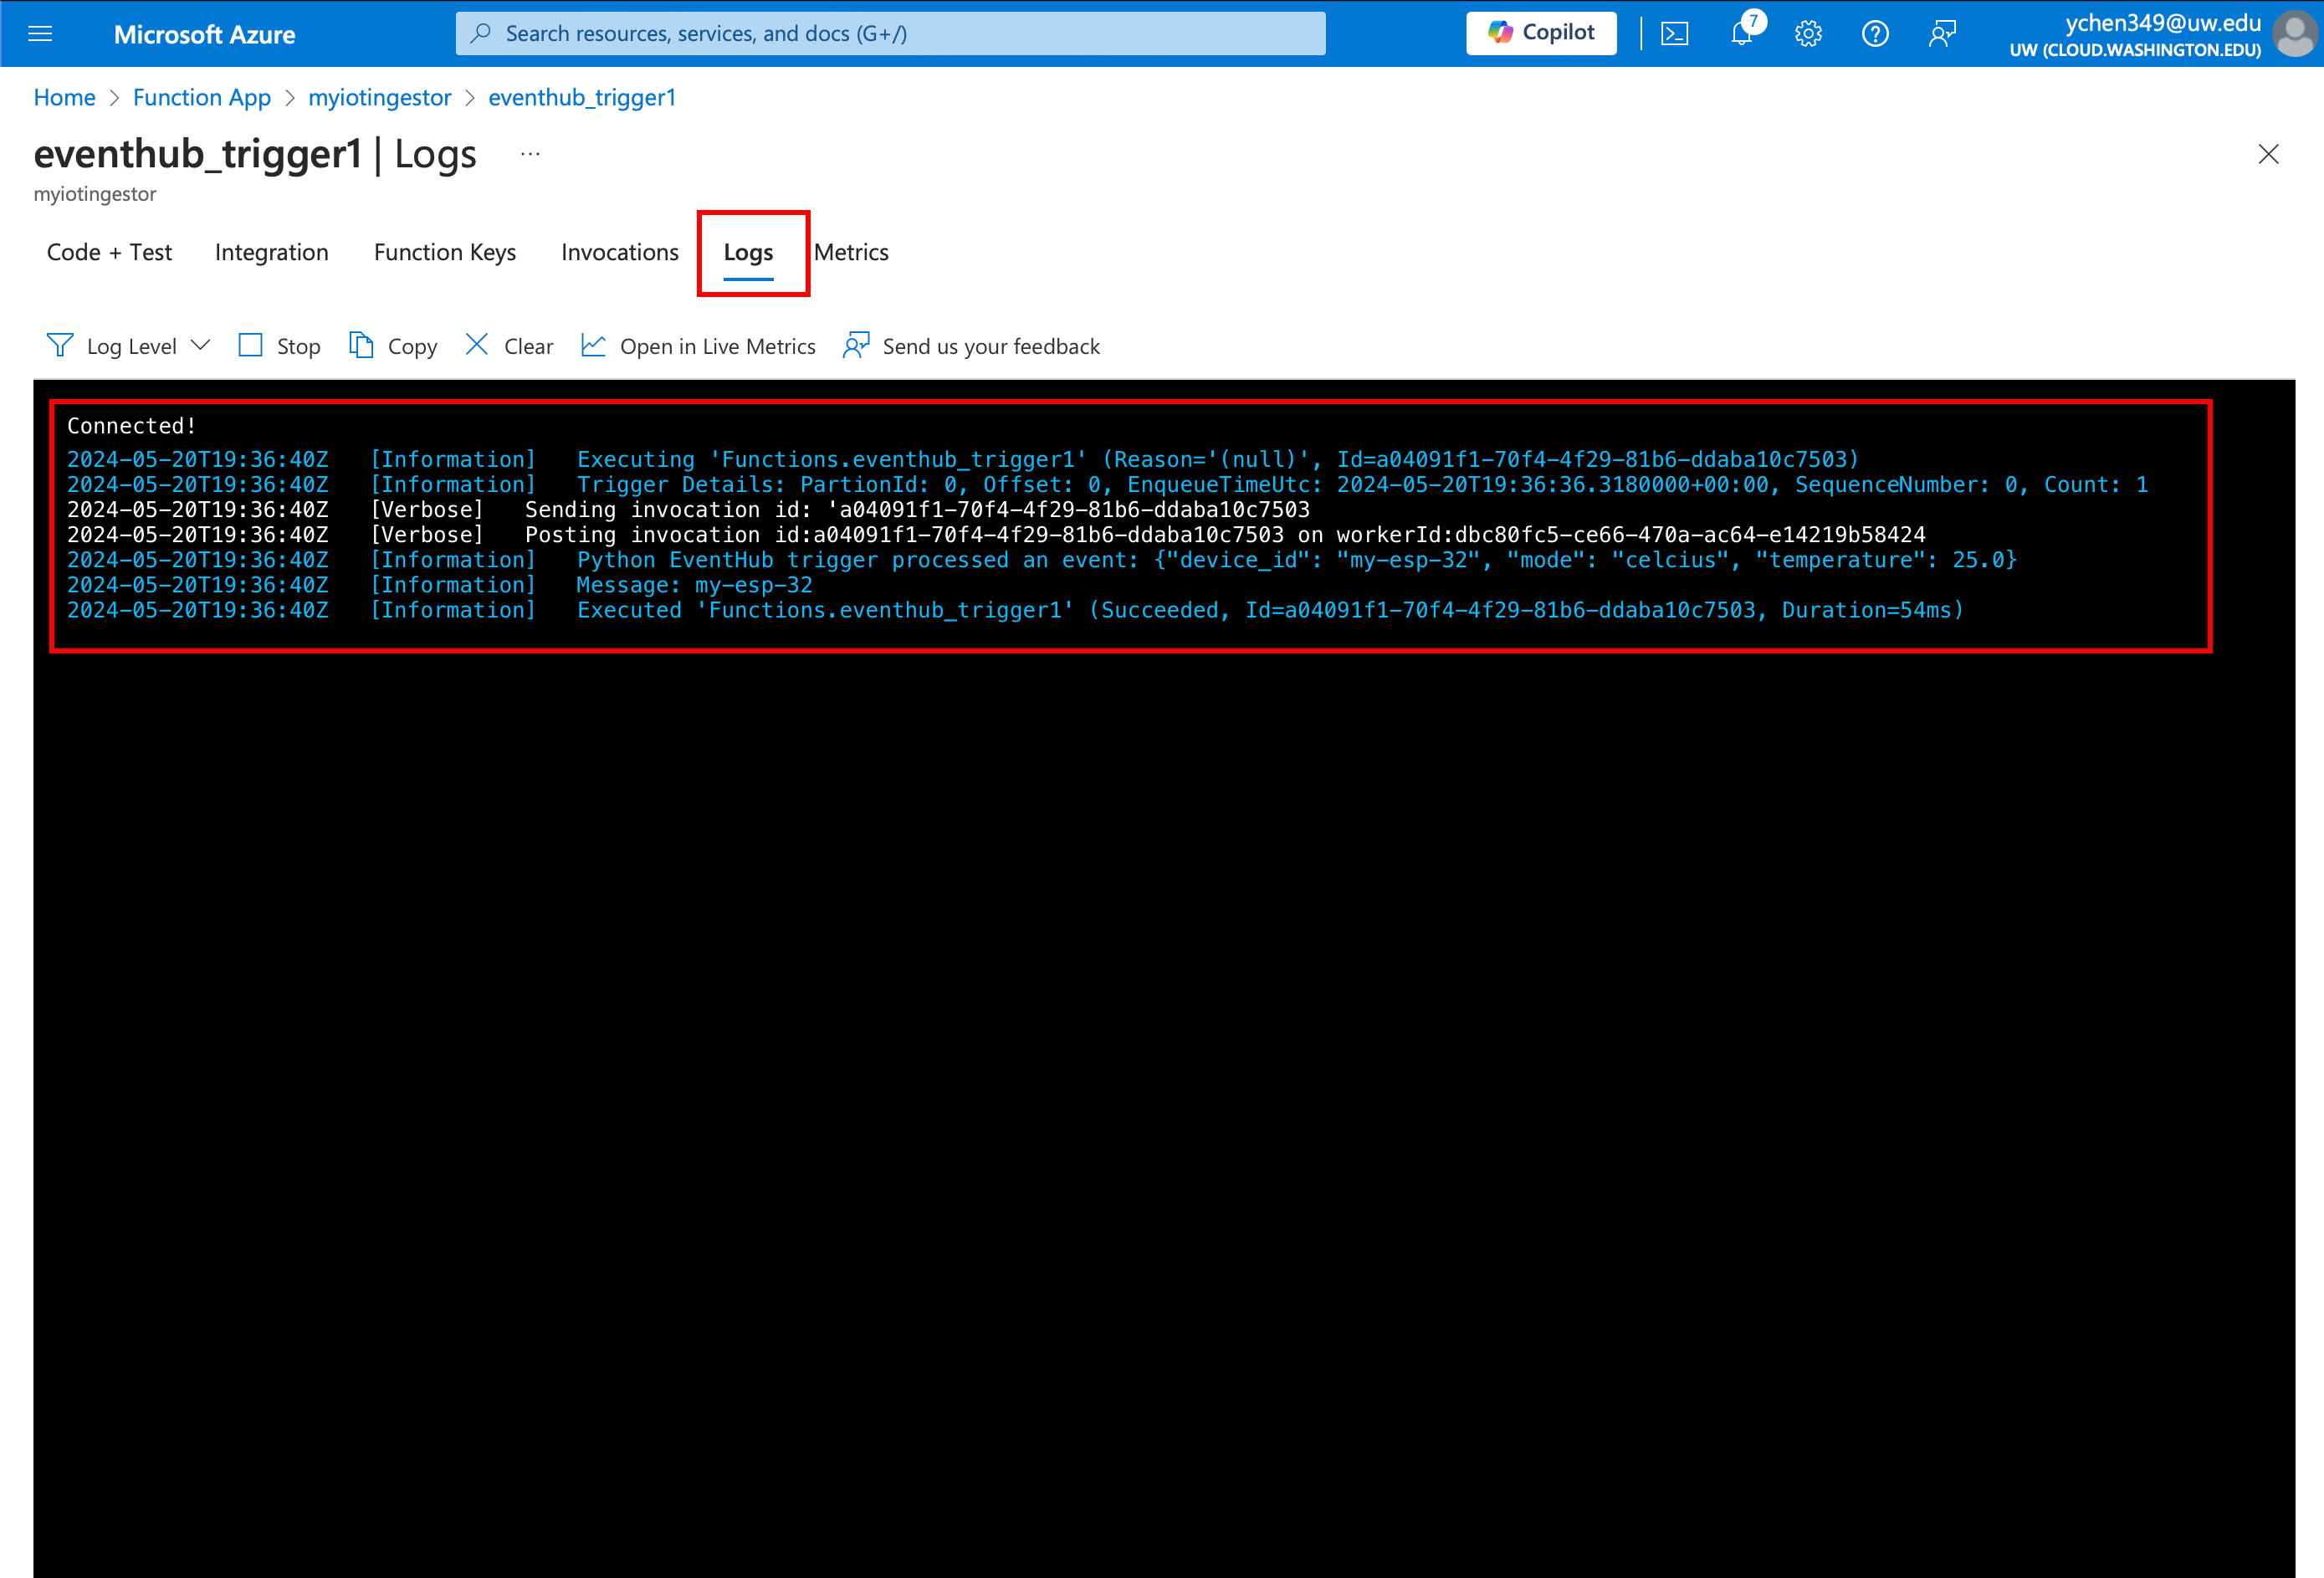 Microsoft Azure
Search resources, services, and docs (G+/)
Copilot
7
ychen349@uw.edu
UW (CLOUD.WASHINGTON.EDU)
Home > Function App > myiotingestor > eventhub_trigger1
eventhub_trigger1 | Logs ...
myiotingestor
Code + Test Integration Function Keys Invocations Logs Metrics
Log Level Stop Copy Clear Open in Live Metrics Send us your feedback
Connected!
2024-05-20T19:36:40Z [Information] Executing 'Functions.eventhub_trigger1' (Reason='(null)', Id=a04091f1-70f4-4f29-81b6-ddaba10c7503)
2024-05-20T19:36:40Z [Information] Trigger Details: PartionId: 0, Offset: 0, EnqueueTimeUtc: 2024-05-20T19:36:36.3180000+00:00, SequenceNumber: 0, Count: 1
2024-05-20T19:36:40Z [Verbose] Sending invocation id: 'a04091f1-70f4-4f29-81b6-ddaba10c7503
2024-05-20T19:36:40Z [Verbose] Posting invocation id:a04091f1-70f4-4f29-81b6-ddaba10c7503 on workerId:dbc80fc5-ce66-470a-ac64-e14219b58424
2024-05-20T19:36:40Z [Information] Python EventHub trigger processed an event: {"device_id": "my-esp-32", "mode": "celcius", "temperature": 25.0}
2024-05-20T19:36:40Z [Information] Message: my-esp-32
2024-05-20T19:36:40Z [Information] Executed 'Functions.eventhub_trigger1' (Succeeded, Id=a04091f1-70f4-4f29-81b6-ddaba10c7503, Duration=54ms)